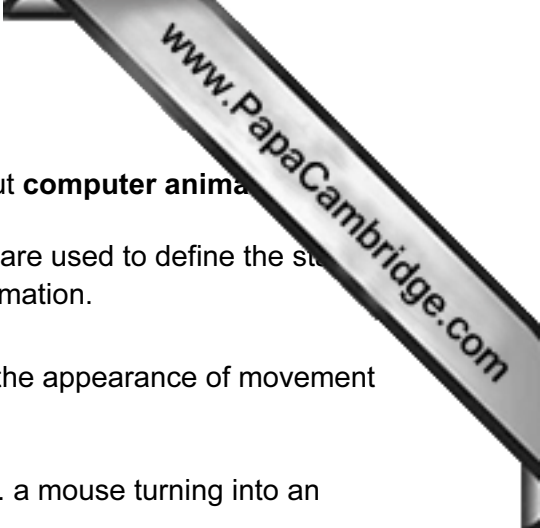 www.PapaCambridge.com
ut computer anima
are used to define the st
mation.
the appearance of movement
. a mouse turning into an